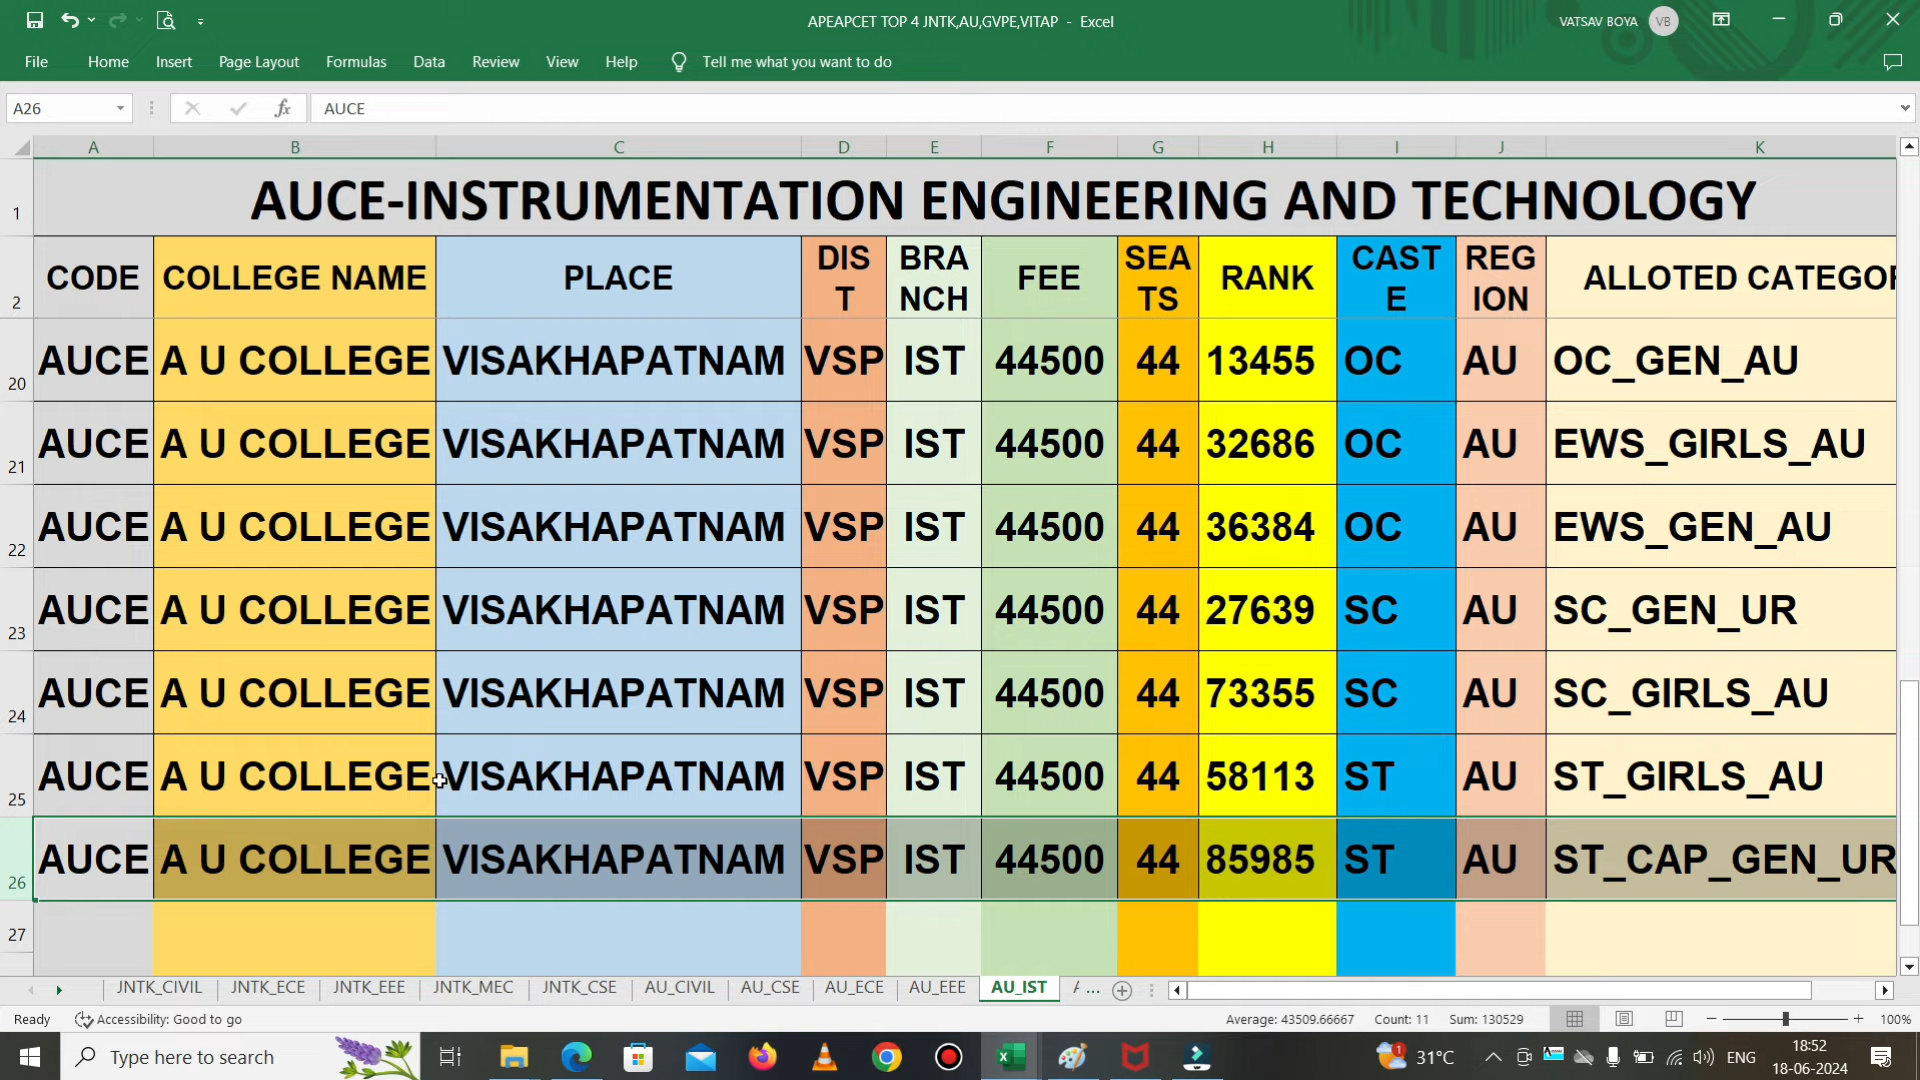 APEAPCET TOP 4 JNTK,AU,GVPE,VITAP - Excel
VATSAV BOYA VB
File Home Insert Page Layout Formulas Data Review View Help Tell me what you want to do
A26 fx AUCE
A B C D E F G H I J K
1 AUCE-INSTRUMENTATION ENGINEERING AND TECHNOLOGY
2 CODE COLLEGE NAME PLACE DIST BRANCH FEE SEATS RANK CASTE REGION ALLOTED CATEGOR
20 AUCE A U COLLEGE VISAKHAPATNAM VSP IST 44500 44 13455 OC AU OC_GEN_AU
21 AUCE A U COLLEGE VISAKHAPATNAM VSP IST 44500 44 32686 OC AU EWS_GIRLS_AU
22 AUCE A U COLLEGE VISAKHAPATNAM VSP IST 44500 44 36384 OC AU EWS_GEN_AU
23 AUCE A U COLLEGE VISAKHAPATNAM VSP IST 44500 44 27639 SC AU SC_GEN_UR
24 AUCE A U COLLEGE VISAKHAPATNAM VSP IST 44500 44 73355 SC AU SC_GIRLS_AU
25 AUCE A U COLLEGE VISAKHAPATNAM VSP IST 44500 44 58113 ST AU ST_GIRLS_AU
26 AUCE A U COLLEGE VISAKHAPATNAM VSP IST 44500 44 85985 ST AU ST_CAP_GEN_UR
27
JNTK_CIVIL JNTK_ECE JNTK_EEE JNTK_MEC JNTK_CSE AU_CIVIL AU_CSE AU_ECE AU_EEE AU_IST ...
Ready Accessibility: Good to go Average: 43509.66667 Count: 11 Sum: 130529 100%
Type here to search 31°C ENG 18:52
18-06-2024